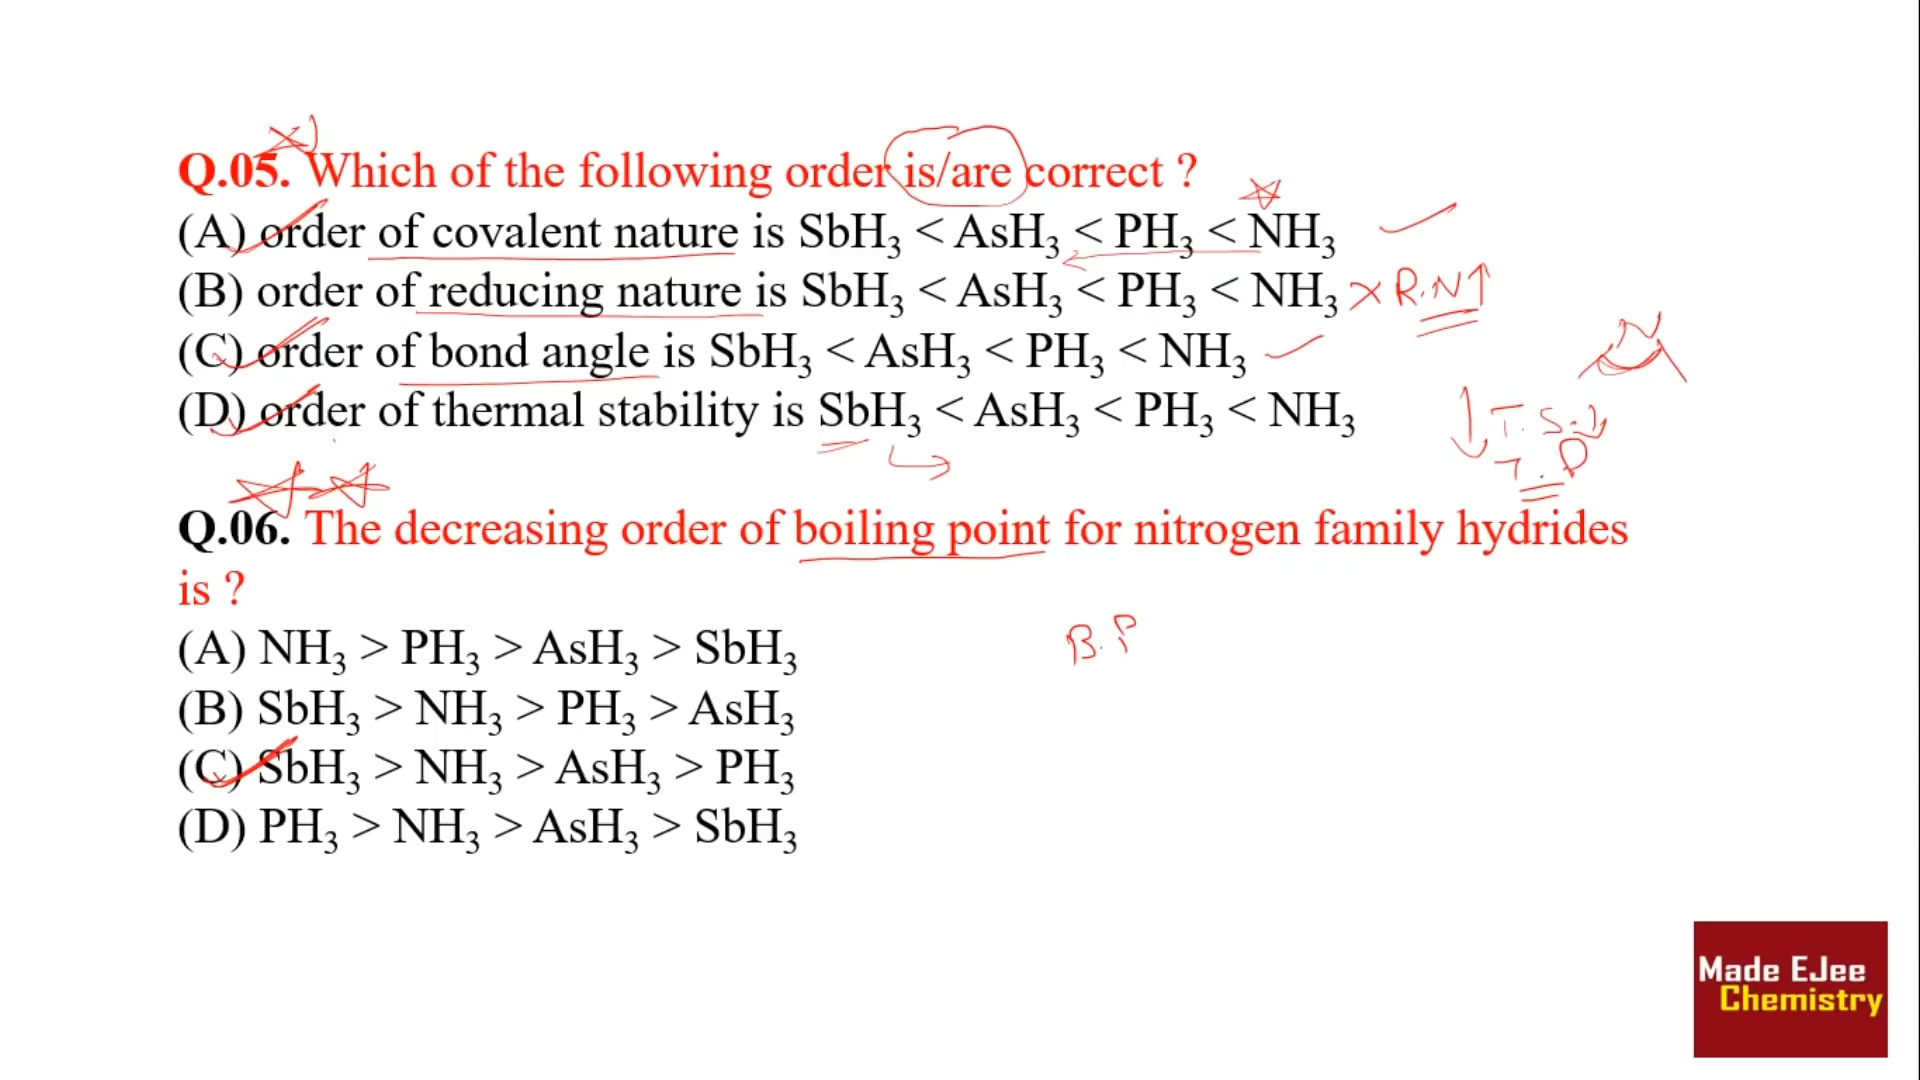 Q.05. Which of the following order is/are correct ?
(A) order of covalent nature is SbH₃ < AsH₃ < PH₃ < NH₃
(B) order of reducing nature is SbH₃ < AsH₃ < PH₃ < NH₃ × R.N↑
(C) order of bond angle is SbH₃ < AsH₃ < PH₃ < NH₃
N
(D) order of thermal stability is SbH₃ < AsH₃ < PH₃ < NH₃
↓ T.S.↓
Q.06. The decreasing order of boiling point for nitrogen family hydrides
is ?
B.P
(A) NH₃ > PH₃ > AsH₃ > SbH₃
(B) SbH₃ > NH₃ > PH₃ > AsH₃
(C) SbH₃ > NH₃ > AsH₃ > PH₃
(D) PH₃ > NH₃ > AsH₃ > SbH₃
Made EJee
Chemistry